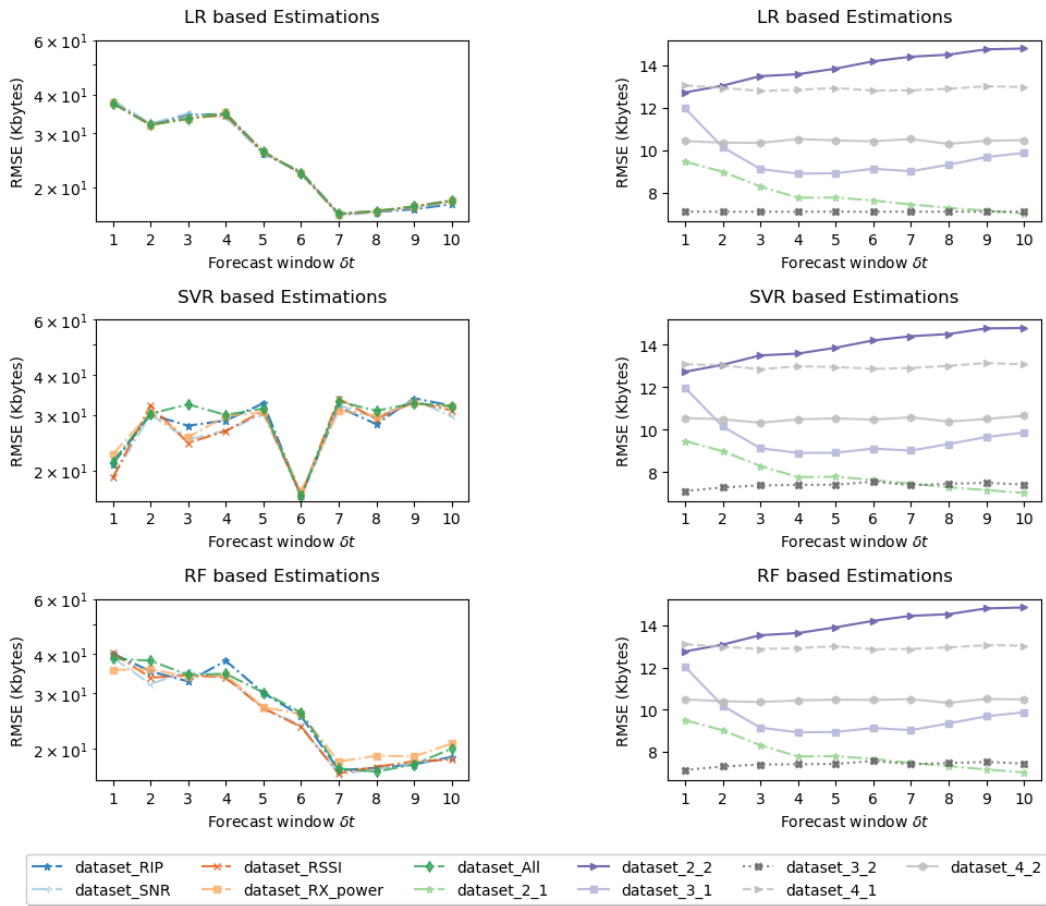 LR based Estimations
6 × 10¹
4 × 10¹
3 × 10¹
2 × 10¹
RMSE (Kbytes)
1 2 3 4 5 6 7 8 9 10
Forecast window δt
LR based Estimations
14
12
10
8
RMSE (Kbytes)
1 2 3 4 5 6 7 8 9 10
Forecast window δt
SVR based Estimations
6 × 10¹
4 × 10¹
3 × 10¹
2 × 10¹
RMSE (Kbytes)
1 2 3 4 5 6 7 8 9 10
Forecast window δt
SVR based Estimations
14
12
10
8
RMSE (Kbytes)
1 2 3 4 5 6 7 8 9 10
Forecast window δt
RF based Estimations
6 × 10¹
4 × 10¹
3 × 10¹
2 × 10¹
RMSE (Kbytes)
1 2 3 4 5 6 7 8 9 10
Forecast window δt
RF based Estimations
14
12
10
8
RMSE (Kbytes)
1 2 3 4 5 6 7 8 9 10
Forecast window δt
dataset_RIP dataset_RSSI dataset_All dataset_2_2 dataset_3_2 dataset_4_2
dataset_SNR dataset_RX_power dataset_2_1 dataset_3_1 dataset_4_1